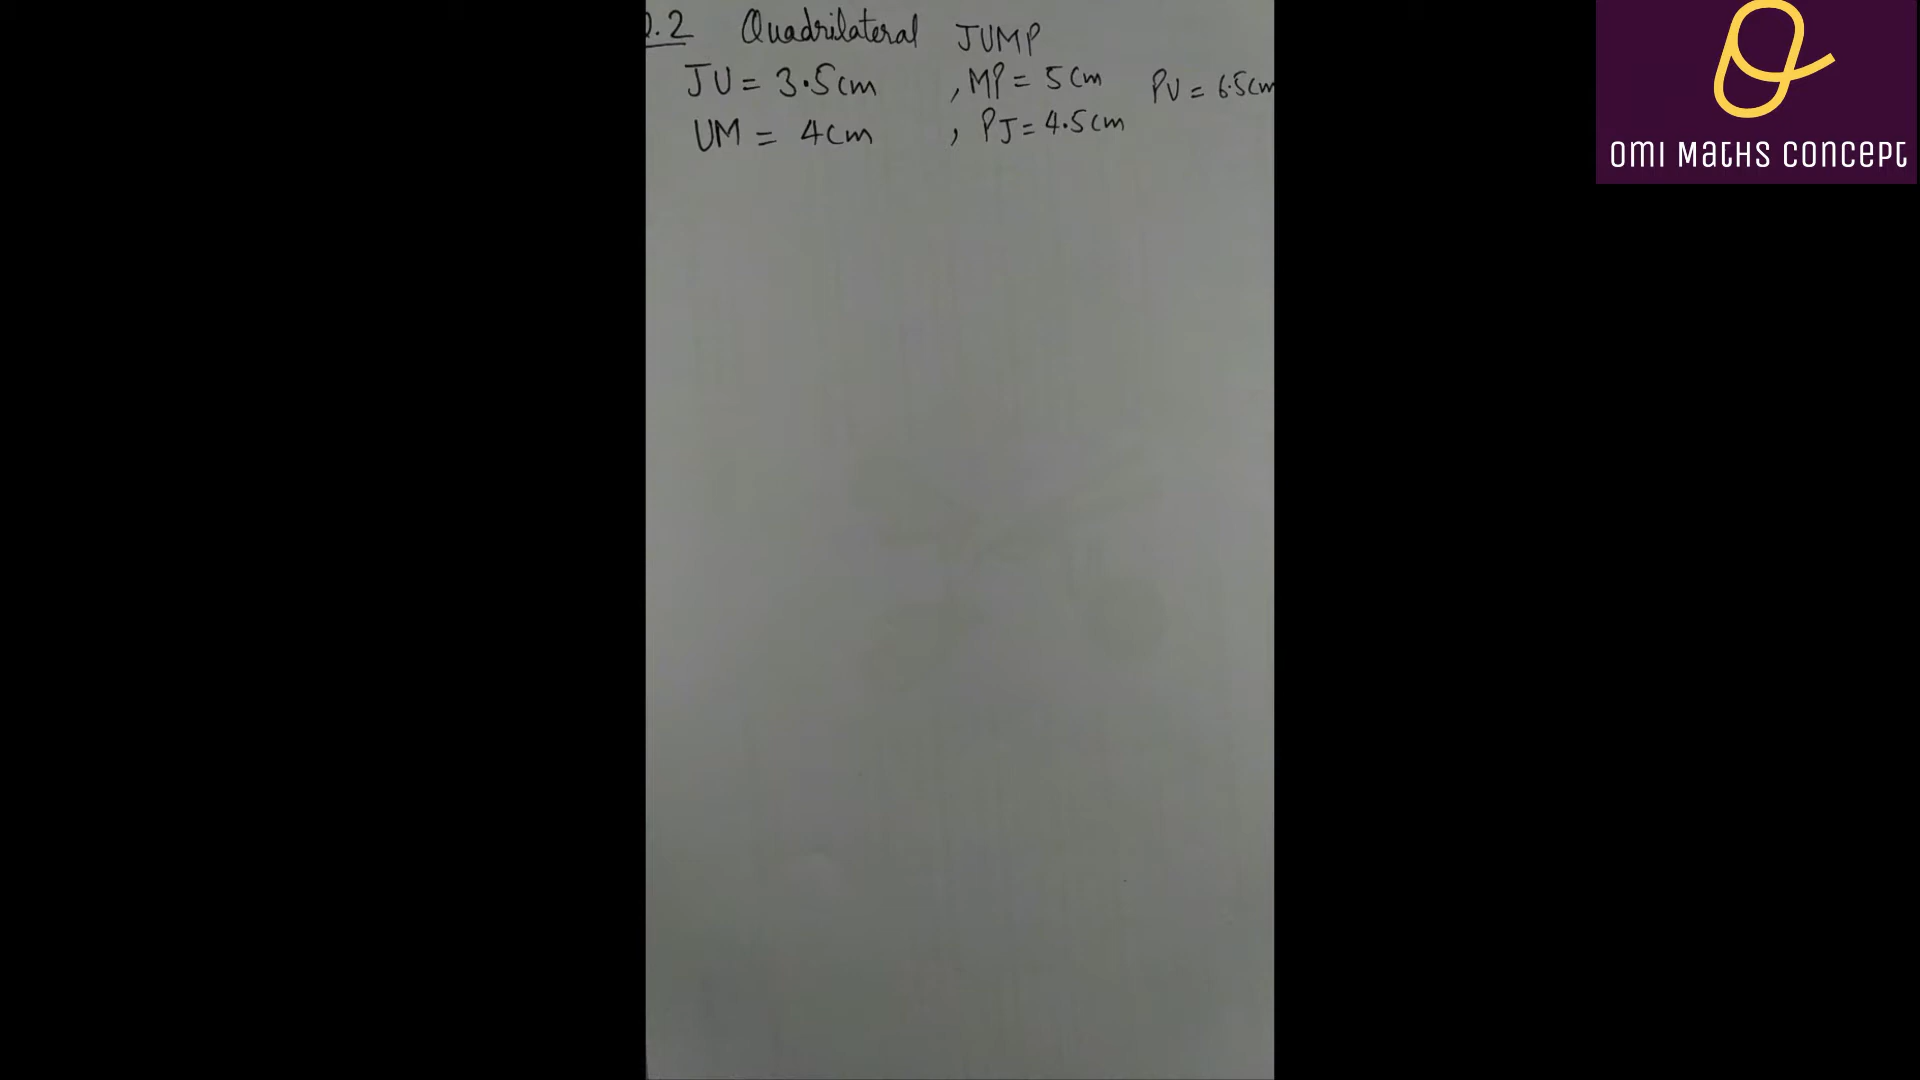 Q.2 Quadrilateral JUMP
JU = 3.5cm , MP = 5cm PU = 6.5cm
UM = 4cm , PJ = 4.5cm
Omi Maths Concept